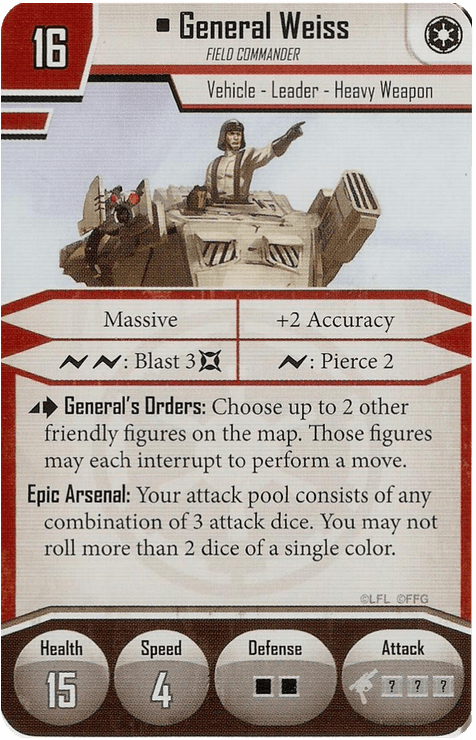 16
General Weiss
FIELD COMMANDER
Vehicle - Leader - Heavy Weapon
Massive
+2 Accuracy
: Blast 3
: Pierce 2
General's Orders: Choose up to 2 other
friendly figures on the map. Those figures
may each interrupt to perform a move.
Epic Arsenal: Your attack pool consists of any
combination of 3 attack dice. You may not
roll more than 2 dice of a single color.
©LFL ©FFG
Health
Speed
Defense
Attack
15
4
? ? ?